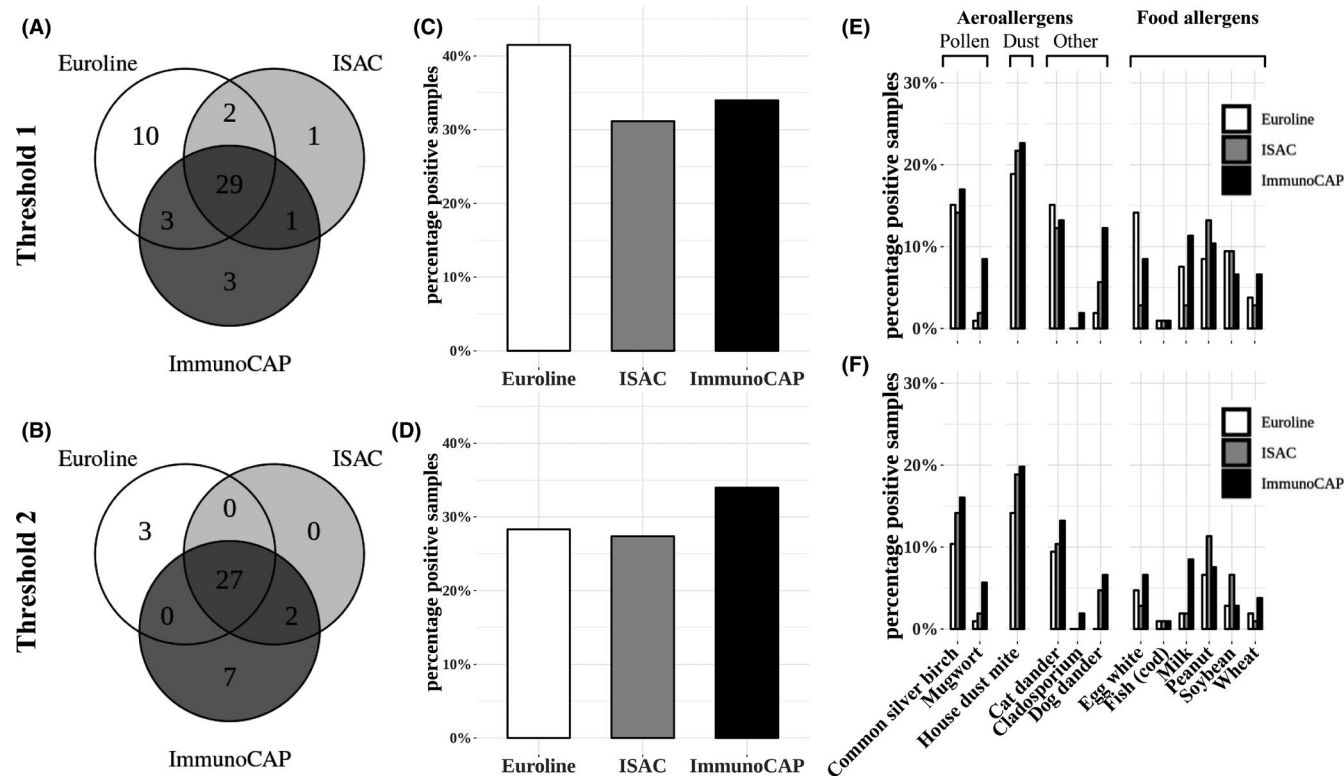 (A)
Euroline
ISAC
10
2
1
29
3
1
3
ImmunoCAP
Threshold 1
(B)
Euroline
ISAC
3
0
0
27
0
2
7
ImmunoCAP
Threshold 2
(C)
percentage positive samples
40%
30%
20%
10%
0%
Euroline ISAC ImmunoCAP
(D)
percentage positive samples
40%
30%
20%
10%
0%
Euroline ISAC ImmunoCAP
(E)
Aeroallergens Food allergens
Pollen Dust Other
percentage positive samples
30%
20%
10%
0%
Euroline
ISAC
ImmunoCAP
(F)
percentage positive samples
30%
20%
10%
0%
Euroline
ISAC
ImmunoCAP
Common silver birch
Mugwort
House dust mite
Cat dander
Cladosporium
Dog dander
Egg white
Fish (cod)
Milk
Peanut
Soybean
Wheat